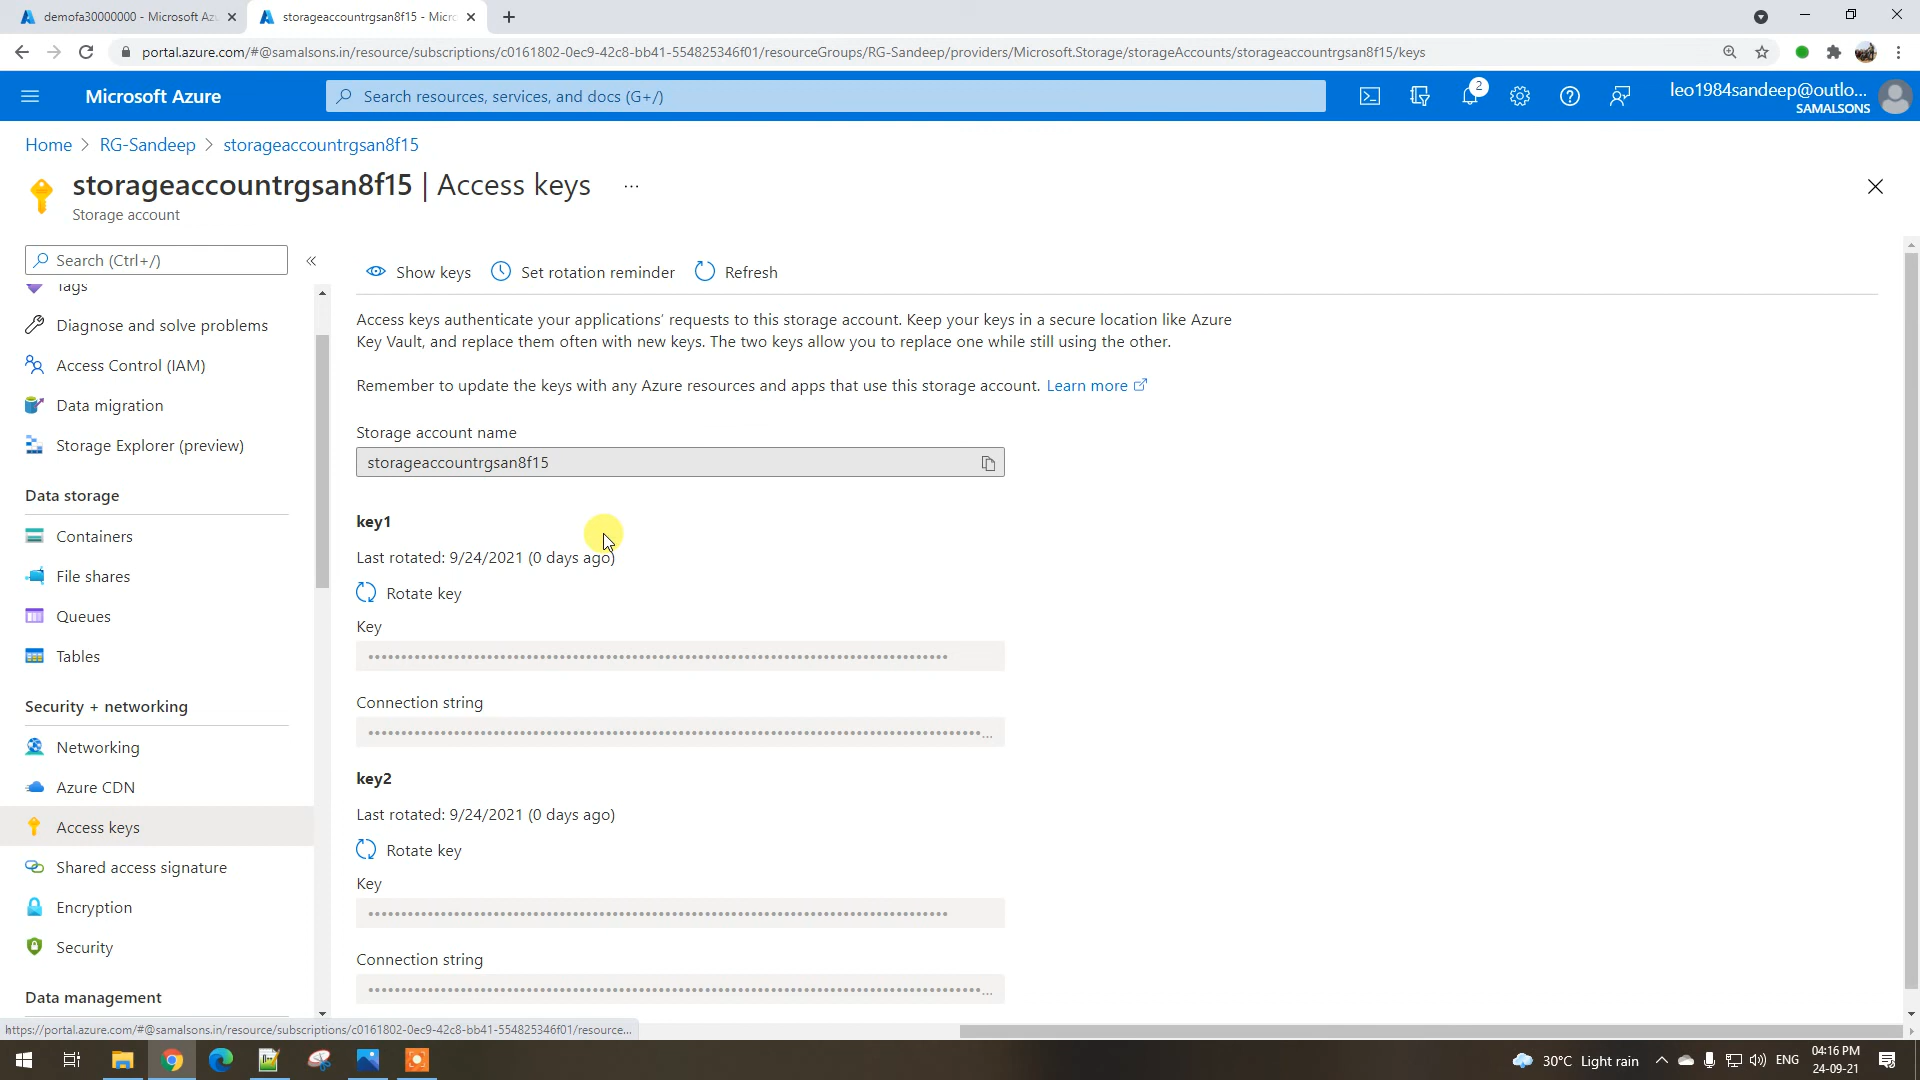 demofa30000000 - Microsoft Az
storageaccountrgsan8f15 - Micr
portal.azure.com/#@samalsons.in/resource/subscriptions/c0161802-0ec9-42c8-bb41-554825346f01/resourceGroups/RG-Sandeep/providers/Microsoft.Storage/storageAccounts/storageaccountrgsan8f15/keys
Microsoft Azure
Search resources, services, and docs (G+/)
2
leo1984sandeep@outlo...
SAMALSONS
Home > RG-Sandeep > storageaccountrgsan8f15
storageaccountrgsan8f15 | Access keys ...
Storage account
Search (Ctrl+/)
«
Tags
Diagnose and solve problems
Access Control (IAM)
Data migration
Storage Explorer (preview)
Data storage
Containers
File shares
Queues
Tables
Security + networking
Networking
Azure CDN
Access keys
Shared access signature
Encryption
Security
Data management
Show keys
Set rotation reminder
Refresh
Access keys authenticate your applications' requests to this storage account. Keep your keys in a secure location like Azure
Key Vault, and replace them often with new keys. The two keys allow you to replace one while still using the other.
Remember to update the keys with any Azure resources and apps that use this storage account. Learn more
Storage account name
storageaccountrgsan8f15
key1
Last rotated: 9/24/2021 (0 days ago)
Rotate key
Key
Connection string
...
key2
Last rotated: 9/24/2021 (0 days ago)
Rotate key
Key
Connection string
...
https://portal.azure.com/#@samalsons.in/resource/subscriptions/c0161802-0ec9-42c8-bb41-554825346f01/resource...
30°C Light rain
ENG
04:16 PM
24-09-21